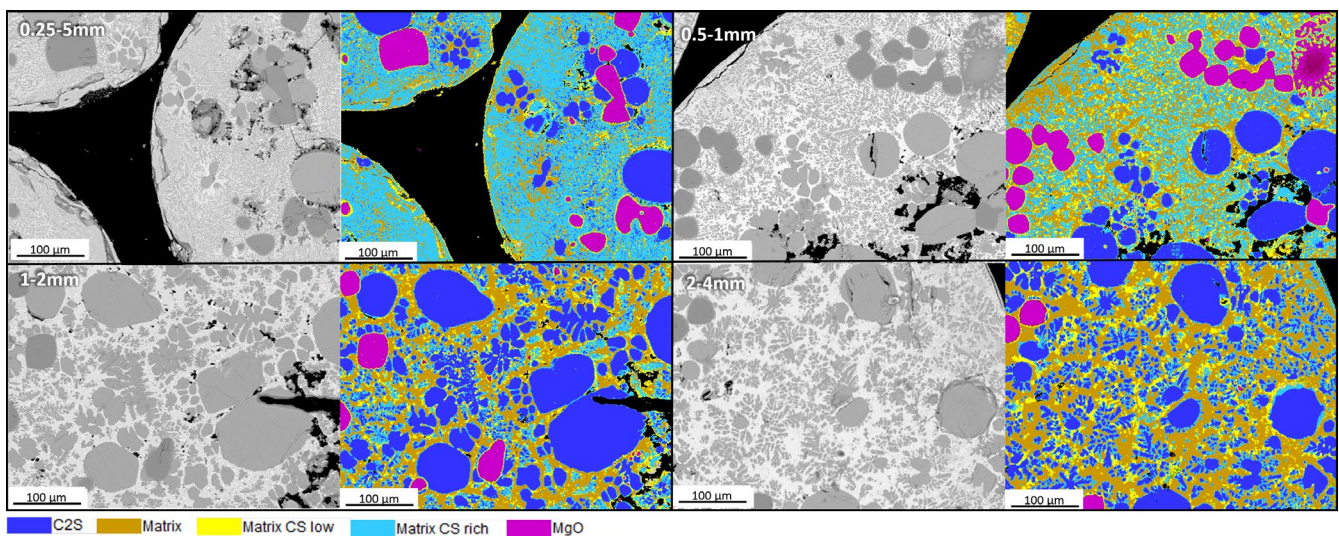 0.25-5mm
0.5-1mm
100 µm
100 µm
100 µm
100 µm
1-2mm
2-4mm
100 µm
100 µm
100 µm
100 µm
C2S
Matrix
Matrix CS low
Matrix CS rich
MgO